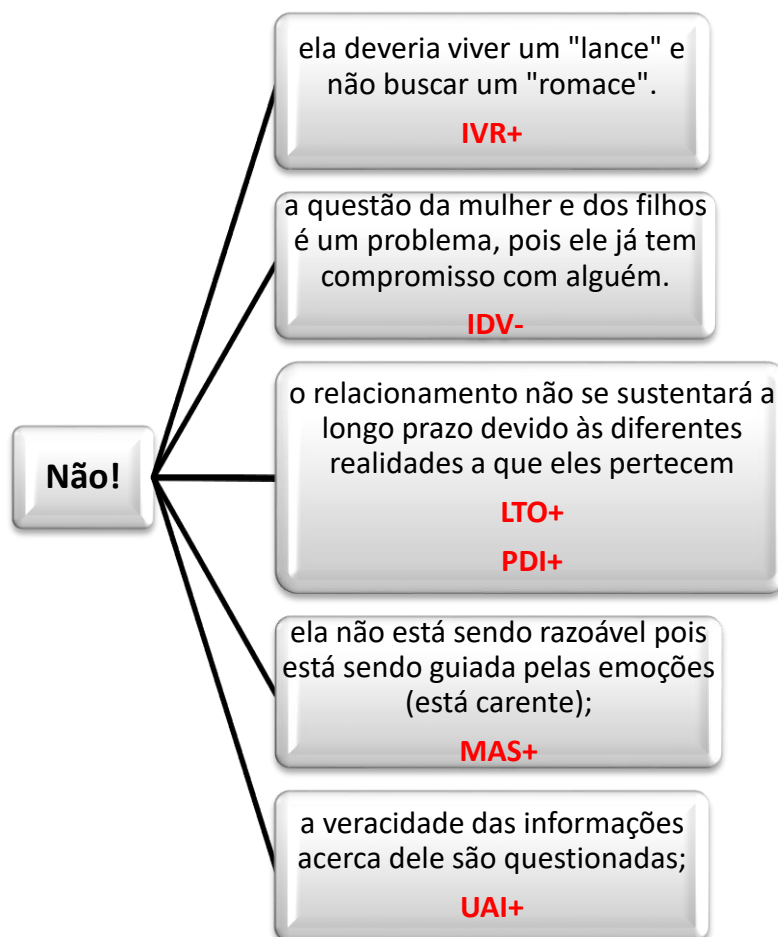 ela deveria viver um "lance" e
não buscar um "romace".
IVR+
a questão da mulher e dos filhos
é um problema, pois ele já tem
compromisso com alguém.
IDV-
Não!
o relacionamento não se sustentará a
longo prazo devido às diferentes
realidades a que eles pertecem
LTO+
PDI+
ela não está sendo razoável pois
está sendo guiada pelas emoções
(está carente);
MAS+
a veracidade das informações
acerca dele são questionadas;
UAI+